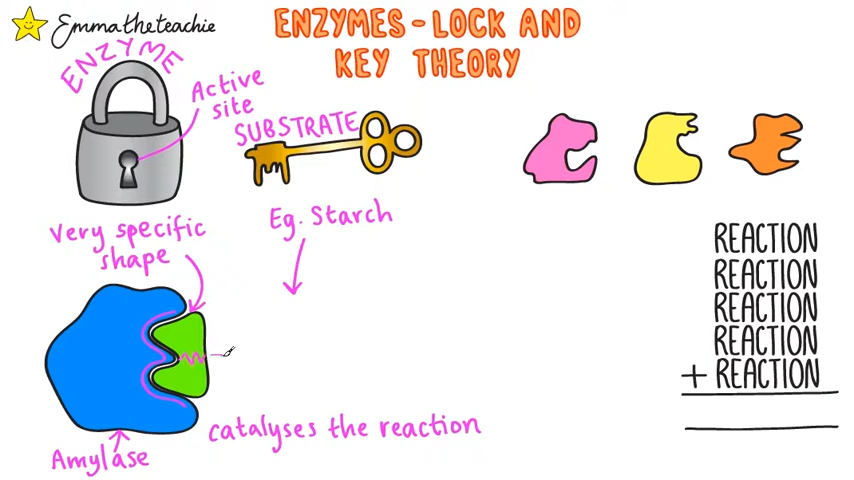 Emmatheteachie
ENZYMES - LOCK AND
KEY THEORY
ENZYME
Active
site
SUBSTRATE
Very specific
shape
Eg. Starch
REACTION
REACTION
REACTION
REACTION
+ REACTION
catalyses the reaction
Amylase